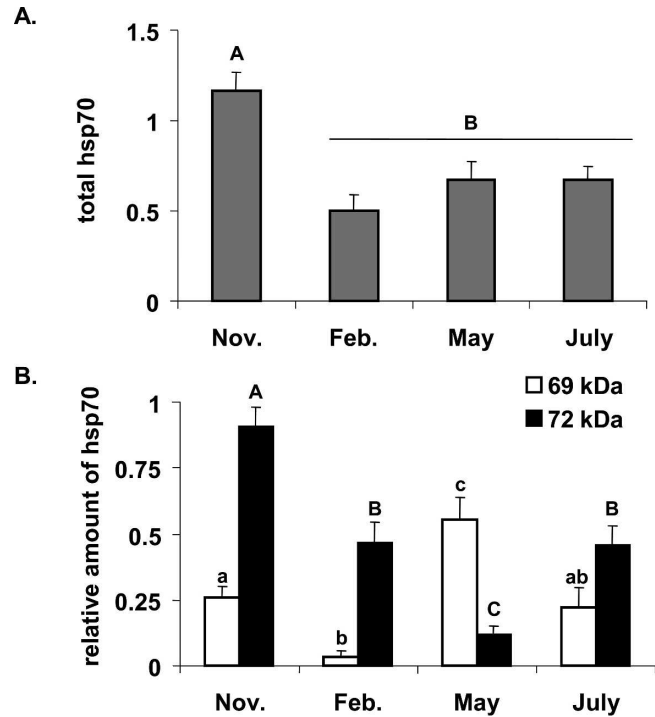 A.
total hsp70
1.5
1
0.5
0
A
B
Nov. Feb. May July
B.
relative amount of hsp70
69 kDa
72 kDa
1
0.75
0.5
0.25
0
a A
b B
c C
ab B
Nov. Feb. May July